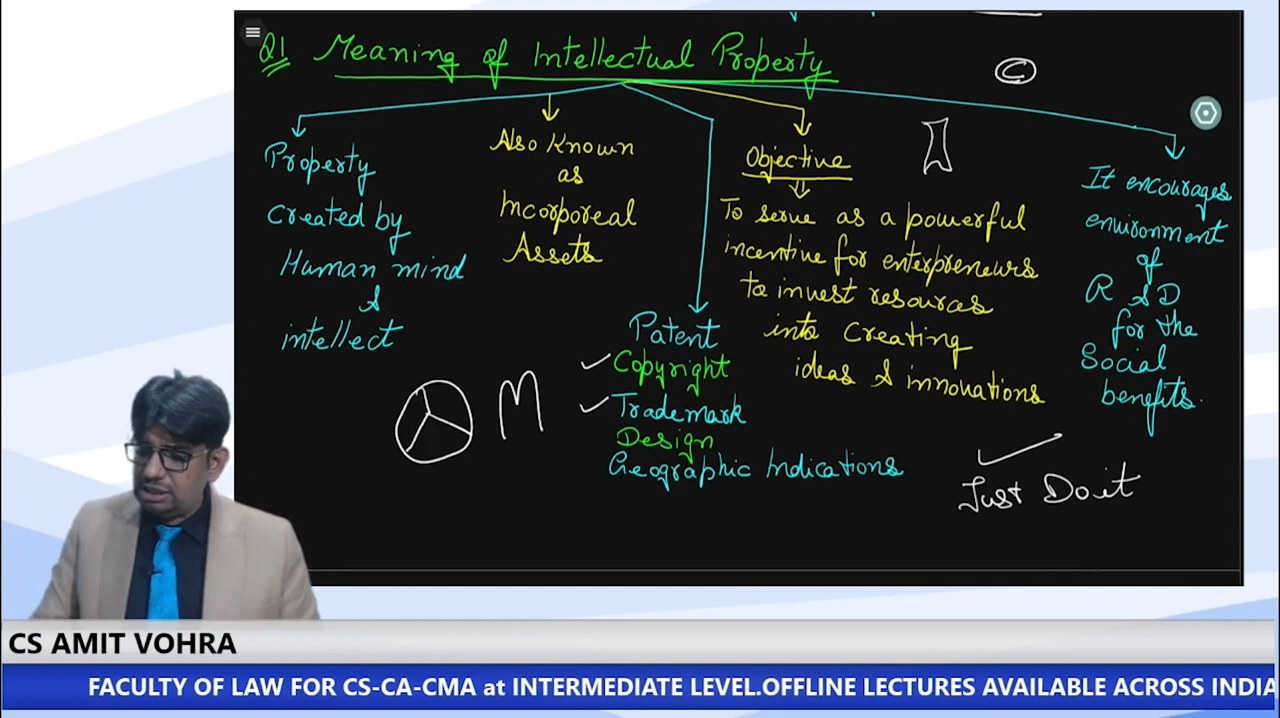 Q1 Meaning of Intellectual Property
©
Property
created by
Human mind
&
intellect
Also Known
as
Incorporeal
Assets
Patent
Copyright
Trademark
Design
Geographic Indications
Objective
To serve as a powerful
incentive for enterpreneurs
to invest resources
into Creating
ideas & innovations
It encourages
environment
of
R & D
for the
Social
benefits.
M
Just Do it
CS AMIT VOHRA
FACULTY OF LAW FOR CS-CA-CMA at INTERMEDIATE LEVEL.OFFLINE LECTURES AVAILABLE ACROSS INDIA